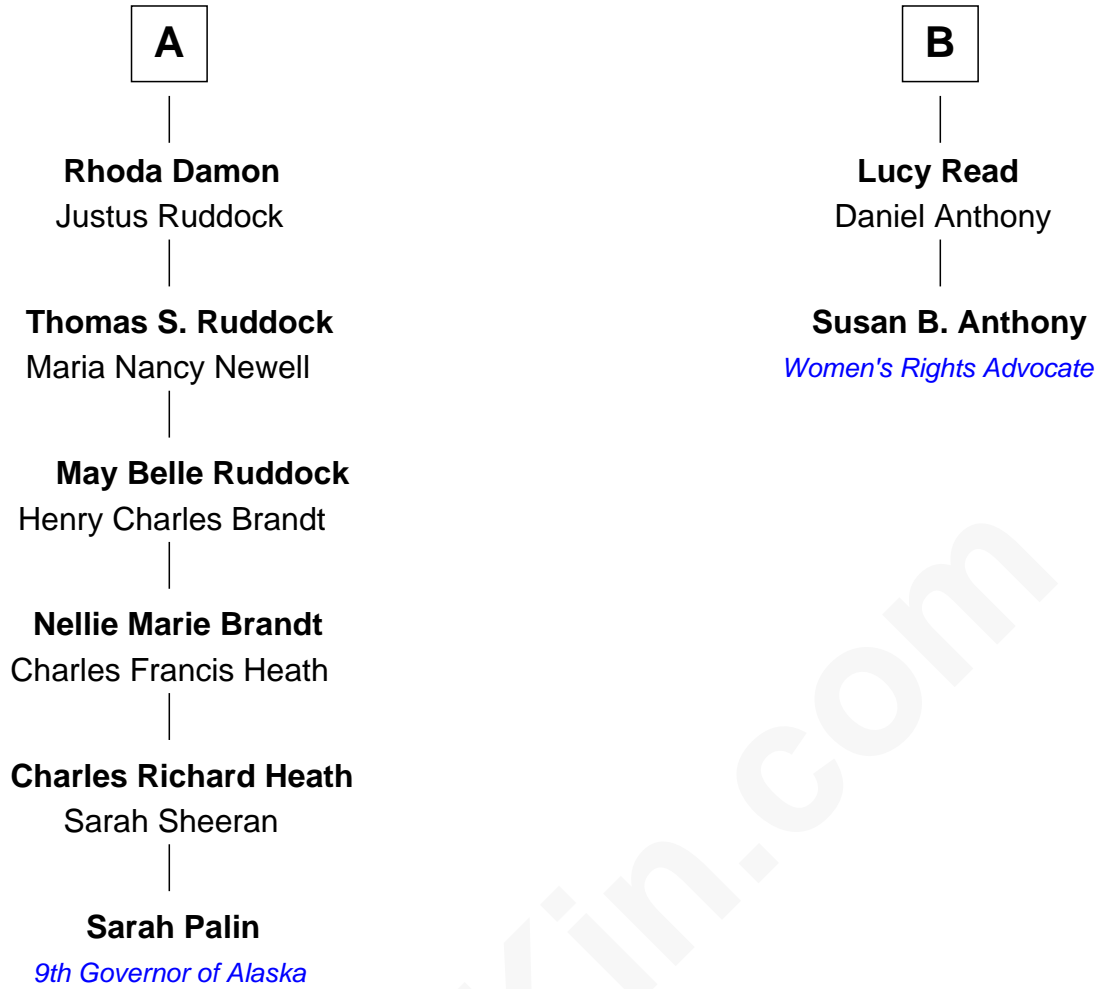 A
Rhoda Damon
Justus Ruddock
Thomas S. Ruddock
Maria Nancy Newell
May Belle Ruddock
Henry Charles Brandt
Nellie Marie Brandt
Charles Francis Heath
Charles Richard Heath
Sarah Sheeran
Sarah Palin
9th Governor of Alaska
B
Lucy Read
Daniel Anthony
Susan B. Anthony
Women's Rights Advocate
Kin.com